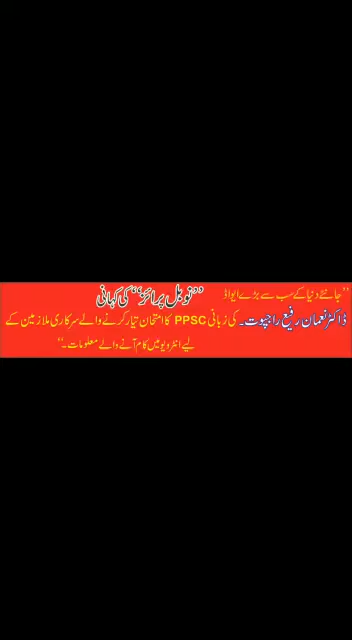 "جانئے دنیا کے سب سے بڑے ایوارڈ ”نوبل پرائز“ کی کہانی
ڈاکٹر نعمان رفیع راجپوت۔ کی زبانی PPSC کا امتحان تیار کرنے والے سرکاری ملازمین کے
لیے انٹرویو میں کام آنے والے معلومات۔“